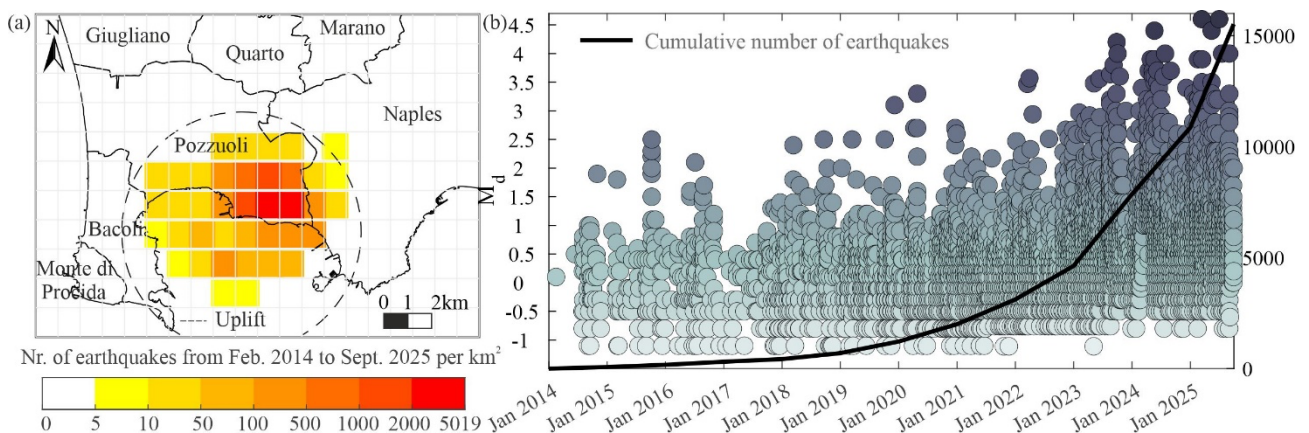 (a)
N
Giugliano
Marano
Quarto
Naples
Pozzuoli
Bacoli
Monte di
Procida
0 1 2km
Uplift
Nr. of earthquakes from Feb. 2014 to Sept. 2025 per km²
0 5 10 50 100 500 1000 2000 5019
(b)
Cumulative number of earthquakes
M_d
4.5
4
3.5
3
2.5
2
1.5
1
0.5
0
-0.5
-1
15000
10000
5000
0
Jan 2014 Jan 2015 Jan 2016 Jan 2017 Jan 2018 Jan 2019 Jan 2020 Jan 2021 Jan 2022 Jan 2023 Jan 2024 Jan 2025